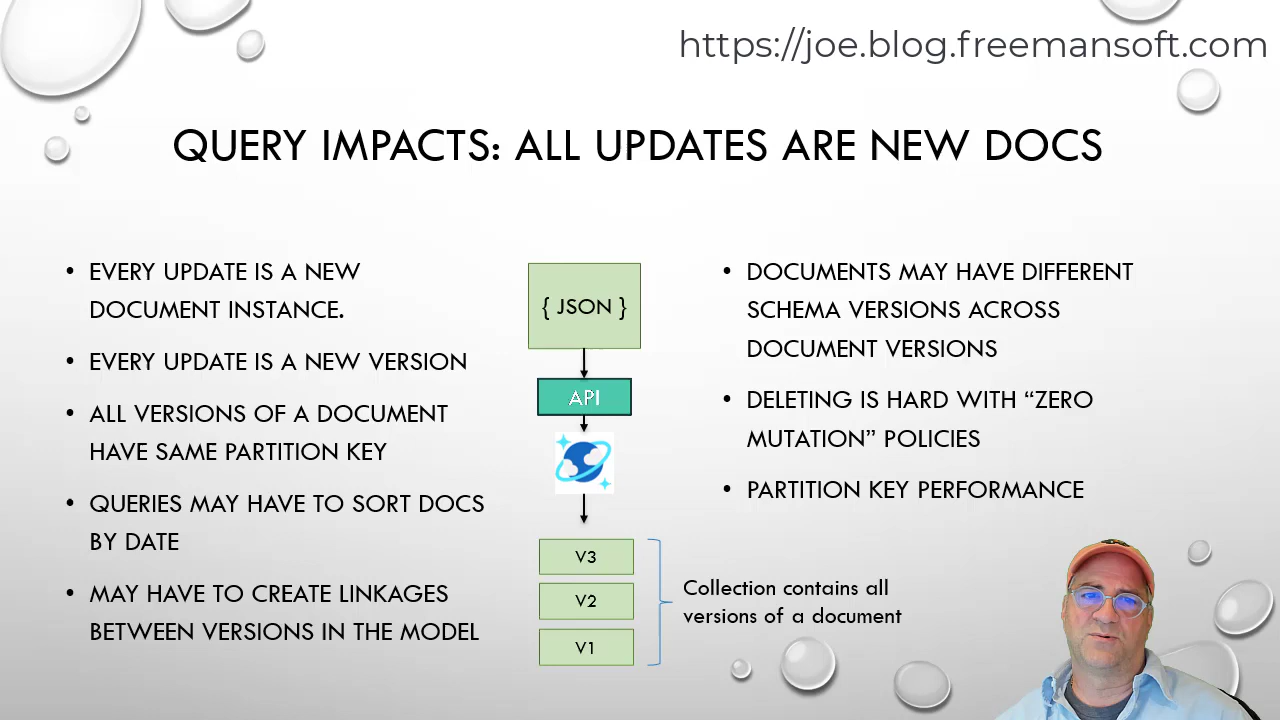 https://joe.blog.freemansoft.com
QUERY IMPACTS: ALL UPDATES ARE NEW DOCS
• EVERY UPDATE IS A NEW
DOCUMENT INSTANCE.
• EVERY UPDATE IS A NEW VERSION
• ALL VERSIONS OF A DOCUMENT
HAVE SAME PARTITION KEY
• QUERIES MAY HAVE TO SORT DOCS
BY DATE
• MAY HAVE TO CREATE LINKAGES
BETWEEN VERSIONS IN THE MODEL
{ JSON }
API
V3
V2
V1
Collection contains all
versions of a document
• DOCUMENTS MAY HAVE DIFFERENT
SCHEMA VERSIONS ACROSS
DOCUMENT VERSIONS
• DELETING IS HARD WITH “ZERO
MUTATION” POLICIES
• PARTITION KEY PERFORMANCE